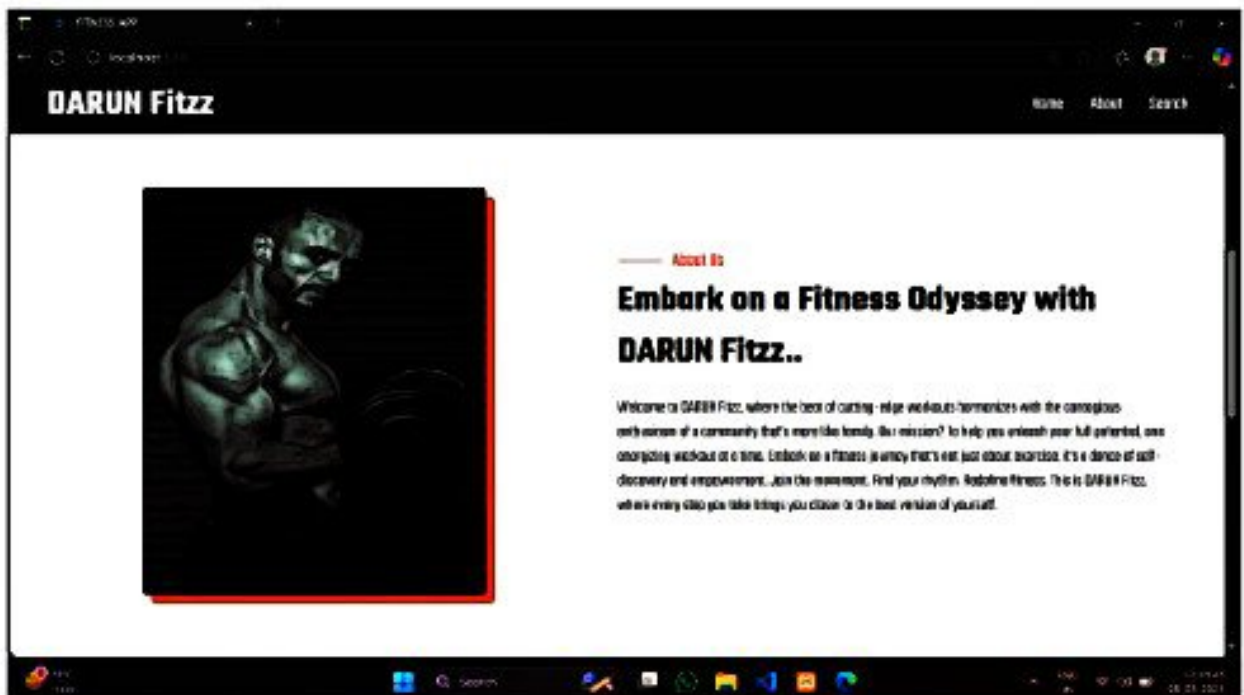 FITNESS APP
localhost
DARUN Fitzz
Home About Search
About Us
Embark on a Fitness Odyssey with
DARUN Fitzz..
Welcome to DARUN Fitzz, where the beat of cutting-edge workouts harmonizes with the contagious
enthusiasm of a community that's more like family. Our mission? To help you unleash your full potential, one
energizing workout at a time. Embark on a fitness journey that's not just about exercise; it's a dance of self-
discovery and empowerment. Join the movement. Find your rhythm. Redefine fitness. This is DARUN Fitzz,
where every step you take brings you closer to the best version of yourself.
Search